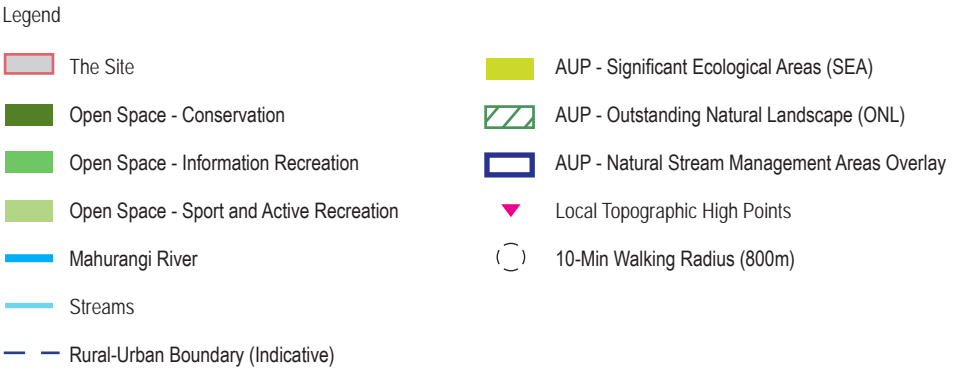 Legend
The Site
Open Space - Conservation
Open Space - Information Recreation
Open Space - Sport and Active Recreation
Mahurangi River
Streams
Rural-Urban Boundary (Indicative)
AUP - Significant Ecological Areas (SEA)
AUP - Outstanding Natural Landscape (ONL)
AUP - Natural Stream Management Areas Overlay
Local Topographic High Points
10-Min Walking Radius (800m)